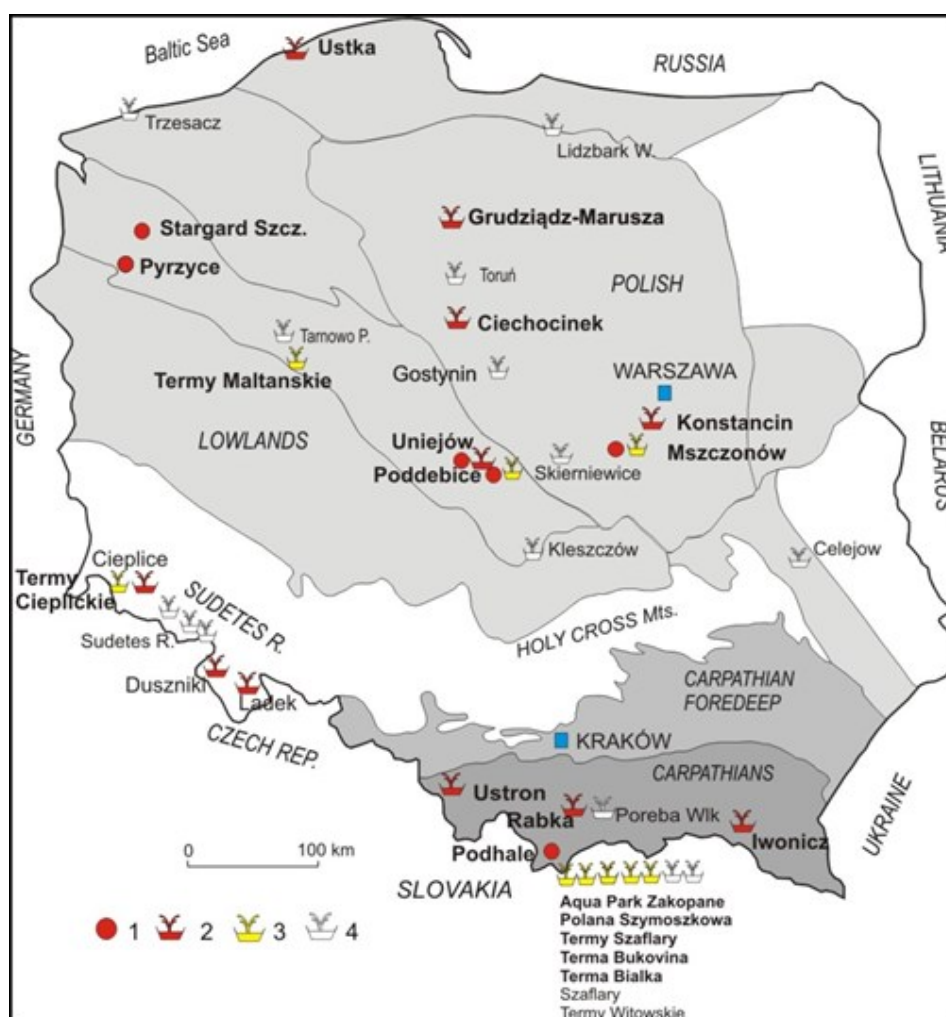 Baltic Sea
Ustka
RUSSIA
Trzesacz
Lidzbark W.
LITHUANIA
Grudziądz-Marusza
Stargard Szcz.
Pyrzyce
Toruń
POLISH
Ciechocinek
Tarnowo P.
GERMANY
Termy Maltanskie
Gostynin
WARSZAWA
Konstancin
BELARUS
LOWLANDS
Uniejów
Mszczonów
Poddebice
Skierniewice
Kleszczów
Celejow
Cieplice
Termy
Cieplickie
SUDETES R.
Sudetes R.
HOLY CROSS Mts.
Duszniki
Ladek
CARPATHIAN
FOREDEEP
CZECH REP.
KRAKÓW
CARPATHIANS
Ustron
Rabka
Poreba Wlk
Iwonicz
UKRAINE
Podhale
0 100 km
SLOVAKIA
Aqua Park Zakopane
Polana Szymoszkowa
Termy Szaflary
Terma Bukovina
Terma Bialka
Szaflary
Termy Witowskie
1 2 3 4